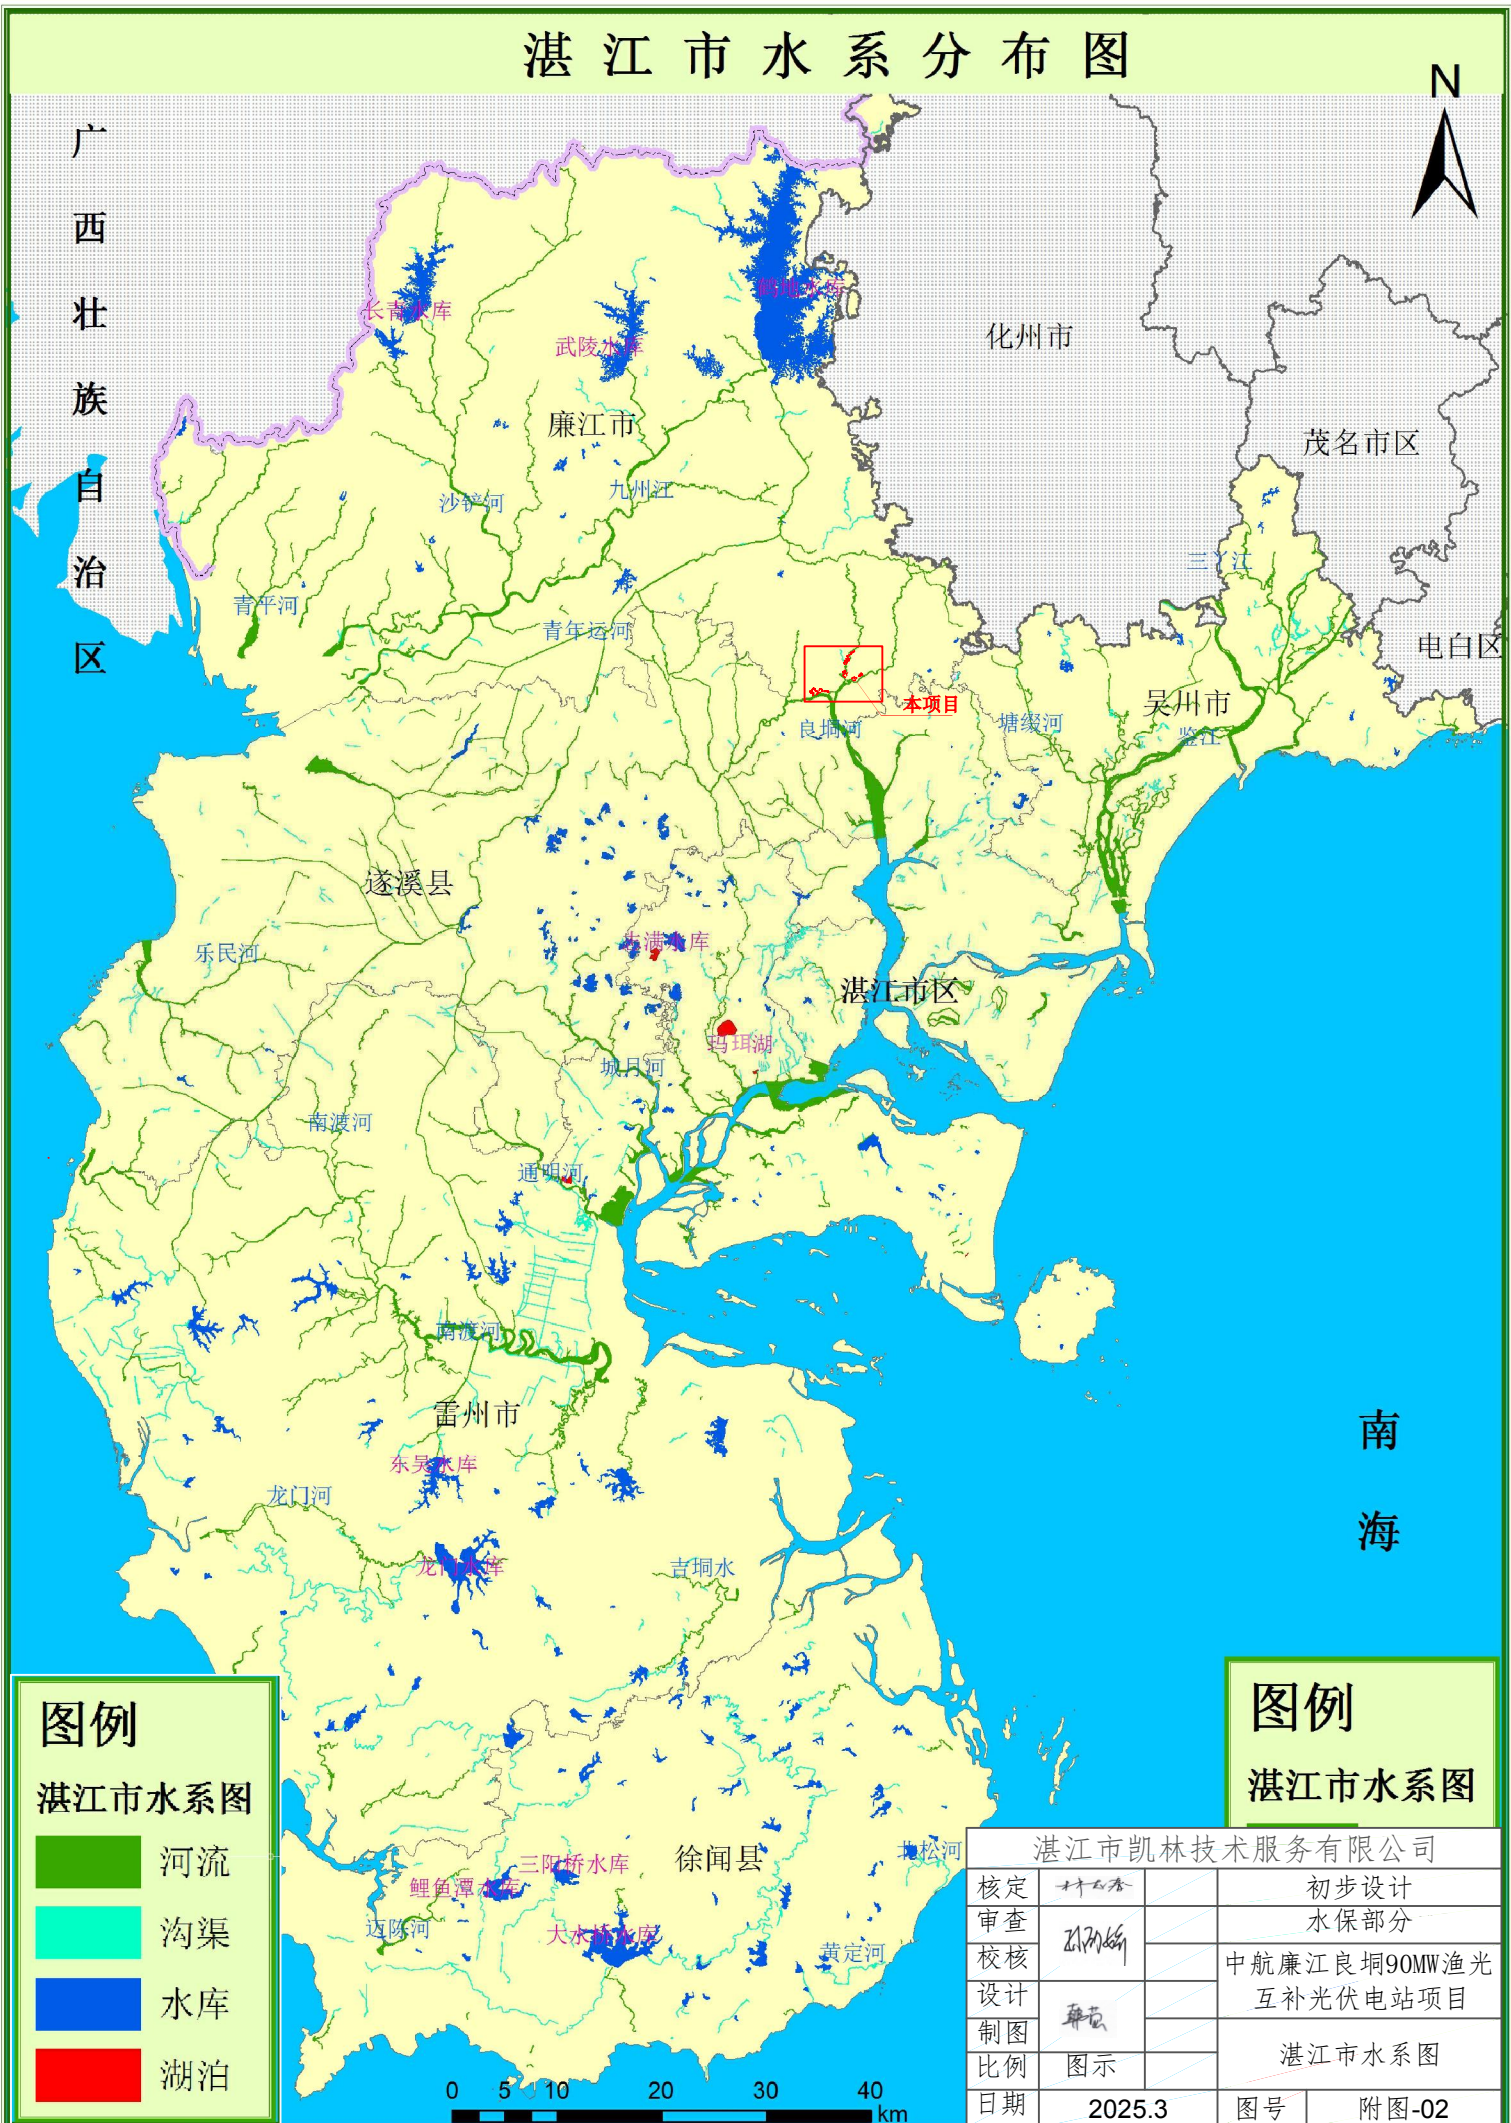 湛江市水系分布图
N
广西壮族自治区
长青水库
武陵水库
鹤地水库
化州市
茂名市区
廉江市
沙铲河
九州江
三丫江
青平河
青年运河
电白区
本项目
吴川市
良垌河
塘缀河
鉴江
遂溪县
乐民河
志满水库
湛江市区
玛珥湖
城月河
南渡河
通明河
南渡河
雷州市
南海
东吴水库
龙门河
龙门水库
吉垌水
徐闻县
北松河
三阳桥水库
鲤鱼潭水库
迈陈河
大水桥水库
黄定河
图例
湛江市水系图
河流
沟渠
水库
湖泊
0 5 10 20 30 40
km
图例
湛江市水系图
湛江市凯林技术服务有限公司
核定 初步设计
审查 水保部分
校核 中航廉江良垌90MW渔光
设计 互补光伏电站项目
制图 湛江市水系图
比例 图示
日期 2025.3 图号 附图-02